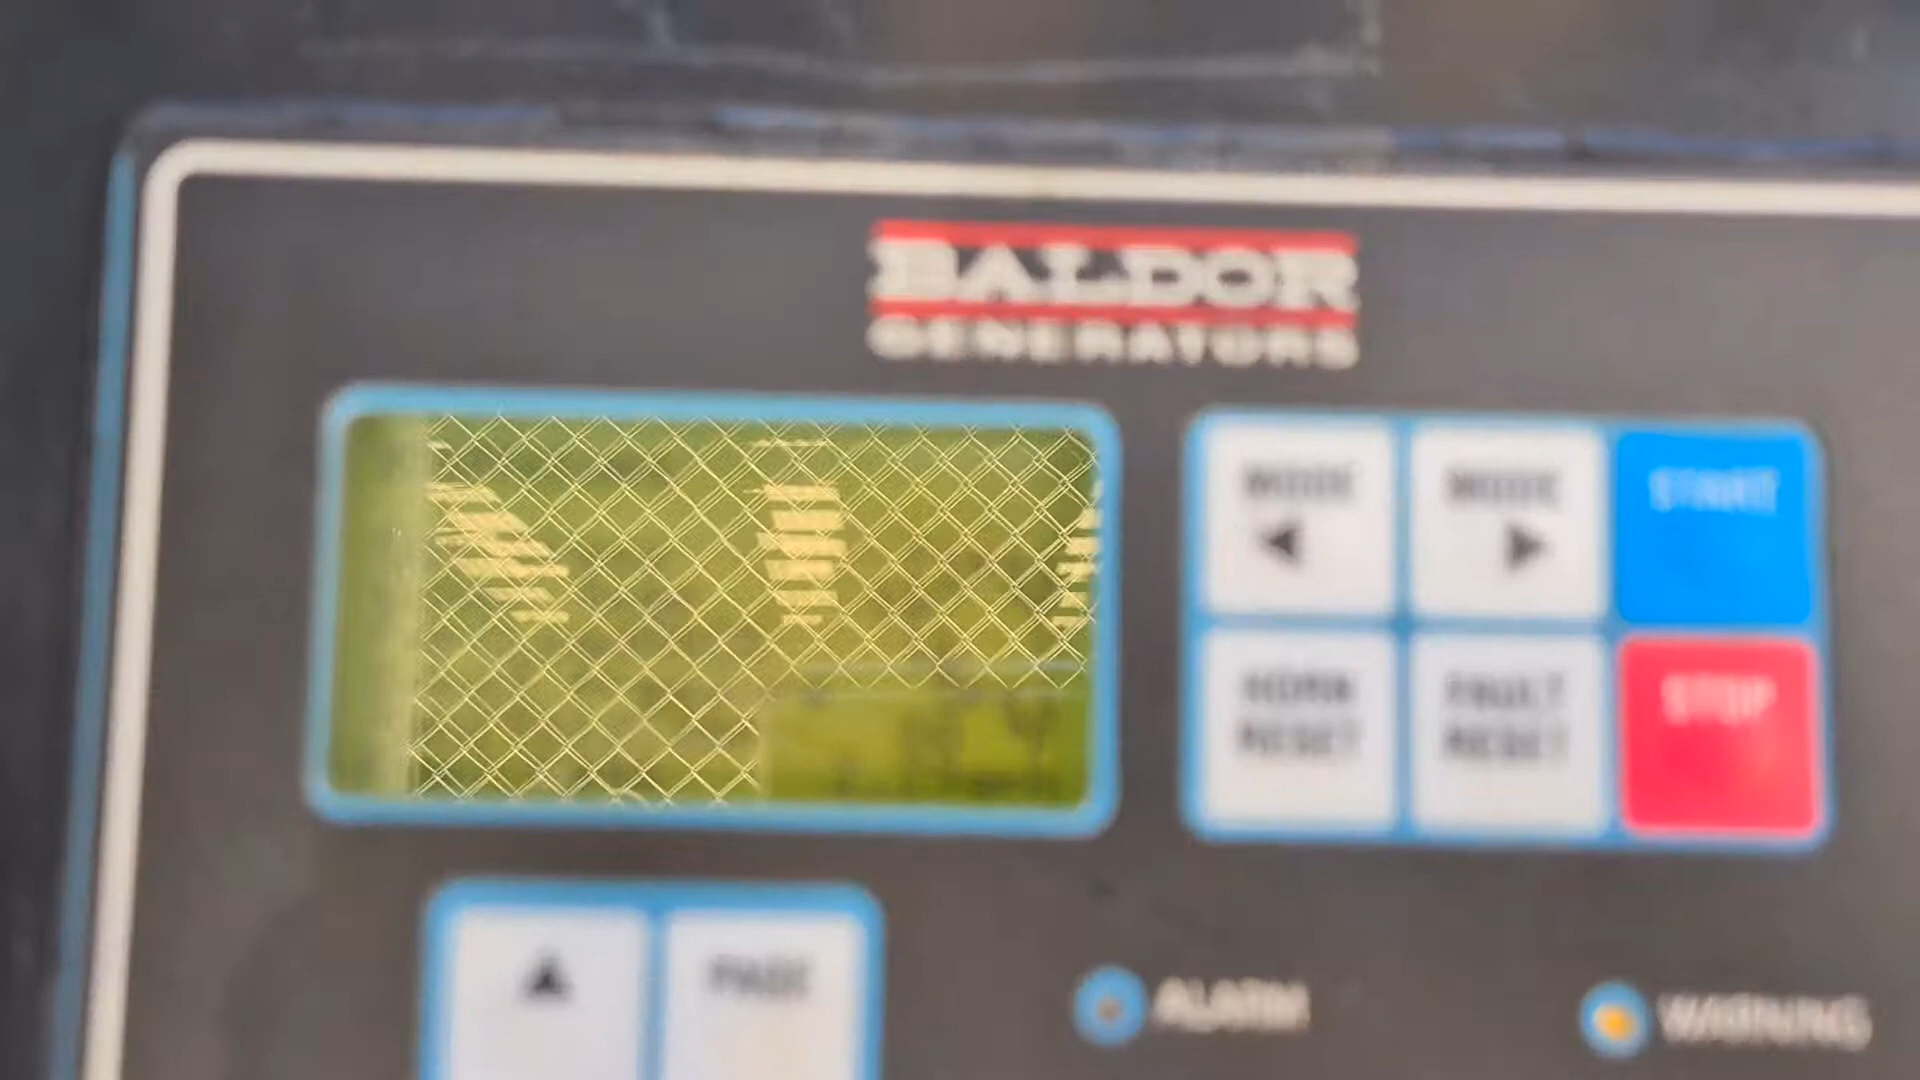 BALDOR
GENERATORS
MODE
MODE
START
HORN
RESET
FAULT
RESET
STOP
PAGE
ALARM
WARNING